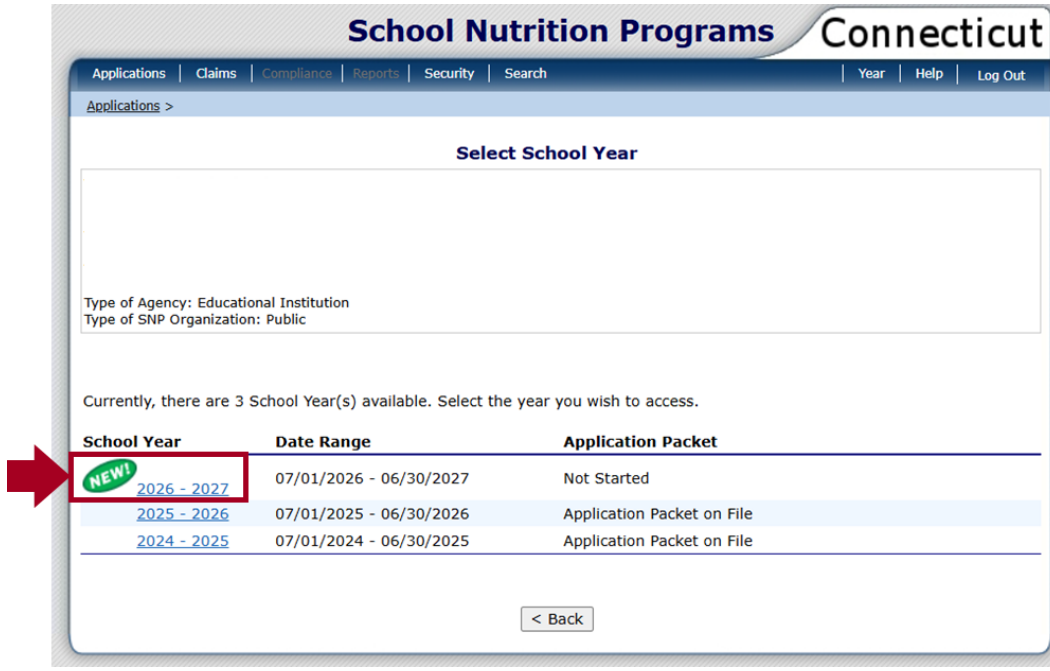 School Nutrition Programs Connecticut
Applications | Claims | Compliance | Reports | Security | Search | Year | Help | Log Out
Applications >
Select School Year
Type of Agency: Educational Institution
Type of SNP Organization: Public
Currently, there are 3 School Year(s) available. Select the year you wish to access.
School Year Date Range Application Packet
NEW! 2026 - 2027 07/01/2026 - 06/30/2027 Not Started
2025 - 2026 07/01/2025 - 06/30/2026 Application Packet on File
2024 - 2025 07/01/2024 - 06/30/2025 Application Packet on File
< Back